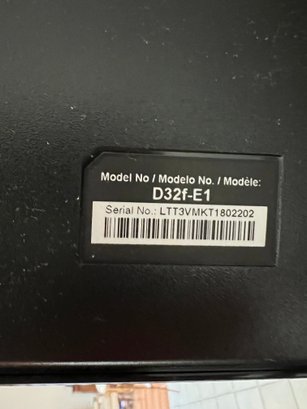 Model No / Modelo No. / Modèle:
D32f-E1
Serial No.: LTT3VMKT1802202